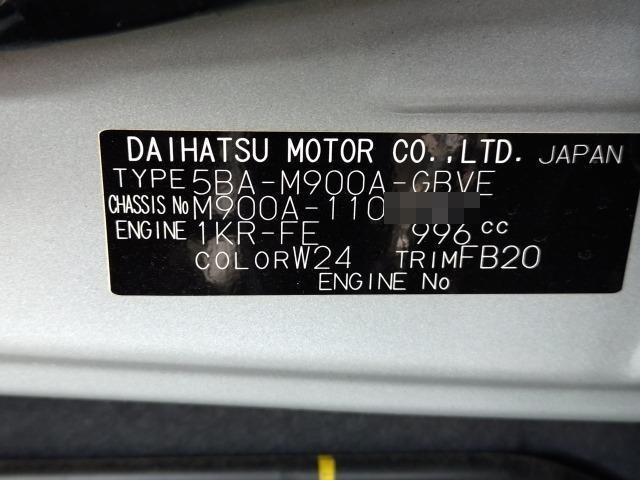 DAIHATSU MOTOR CO.,LTD. JAPAN
TYPE 5BA-M900A-GBVE
CHASSIS No M900A-110
ENGINE 1KR-FE 996 cc
COLOR W24 TRIM FB20
ENGINE No